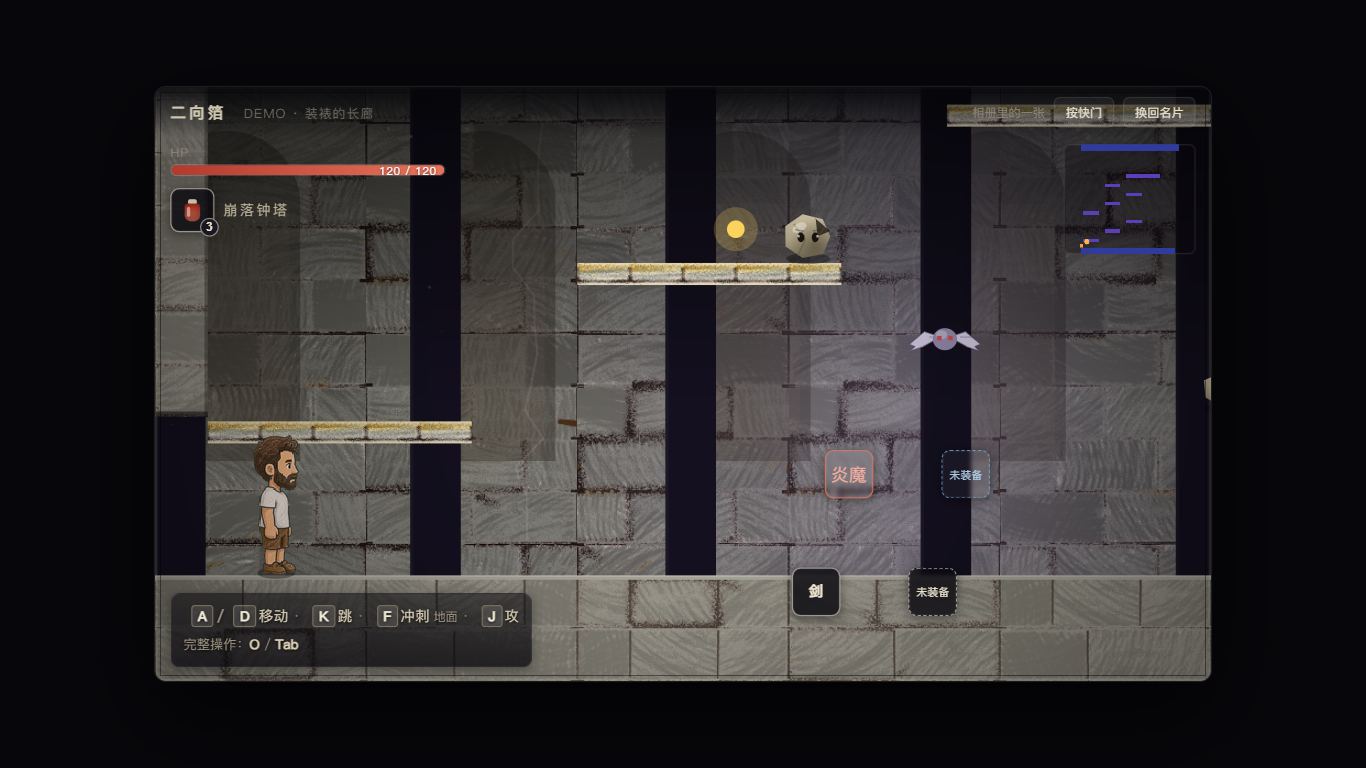 二向箔 DEMO · 装裱的长廊
相册里的一张 按快门 换回名片
HP
120 / 120
3 崩落钟塔
炎魔 未装备
剑 未装备
A / D 移动 · K 跳 · F 冲刺 地面 · J 攻
完整操作: O / Tab